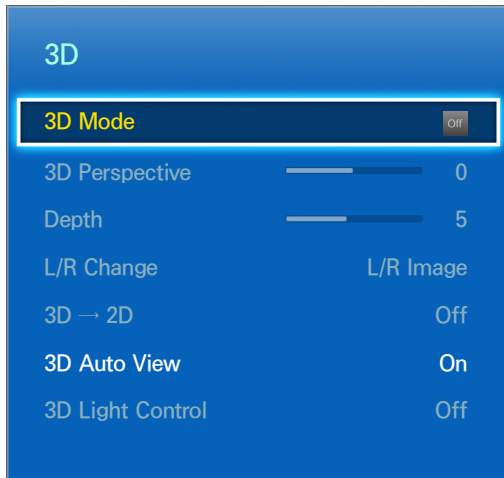 3D
3D Mode Off
3D Perspective 0
Depth 5
L/R Change L/R Image
3D → 2D Off
3D Auto View On
3D Light Control Off